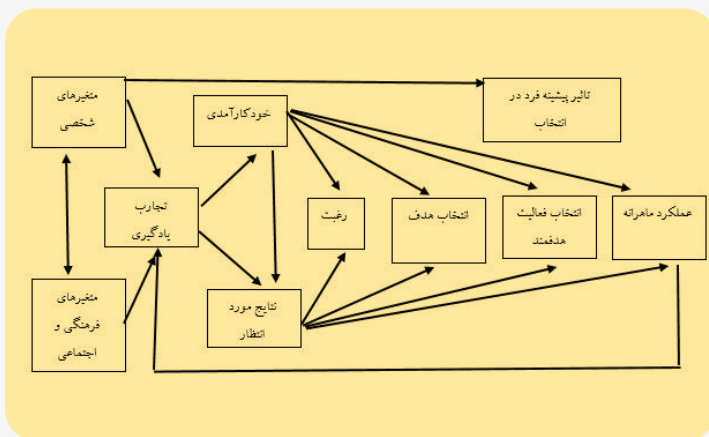 متغیرهای
شخصی
تاثیر پیشینه فرد در
انتخاب
خودکارآمدی
تجارب
یادگیری
رغبت
انتخاب هدف
انتخاب فعالیت
هدفمند
عملکرد ماهرانه
متغیرهای
فرهنگی و
اجتماعی
نتایج مورد
انتظار